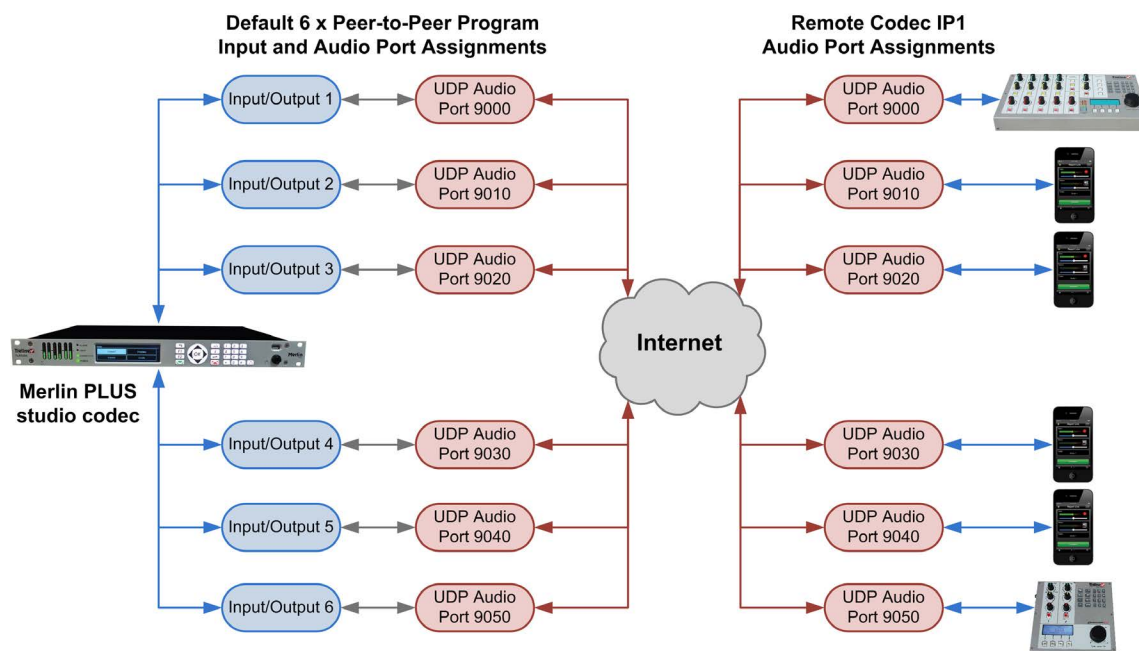 Default 6 x Peer-to-Peer Program
Input and Audio Port Assignments
Remote Codec IP1
Audio Port Assignments
Input/Output 1
UDP Audio
Port 9000
UDP Audio
Port 9000
Input/Output 2
UDP Audio
Port 9010
UDP Audio
Port 9010
Input/Output 3
UDP Audio
Port 9020
UDP Audio
Port 9020
Internet
Tieline
Merlin
Merlin PLUS
studio codec
Input/Output 4
UDP Audio
Port 9030
UDP Audio
Port 9030
Input/Output 5
UDP Audio
Port 9040
UDP Audio
Port 9040
Input/Output 6
UDP Audio
Port 9050
UDP Audio
Port 9050